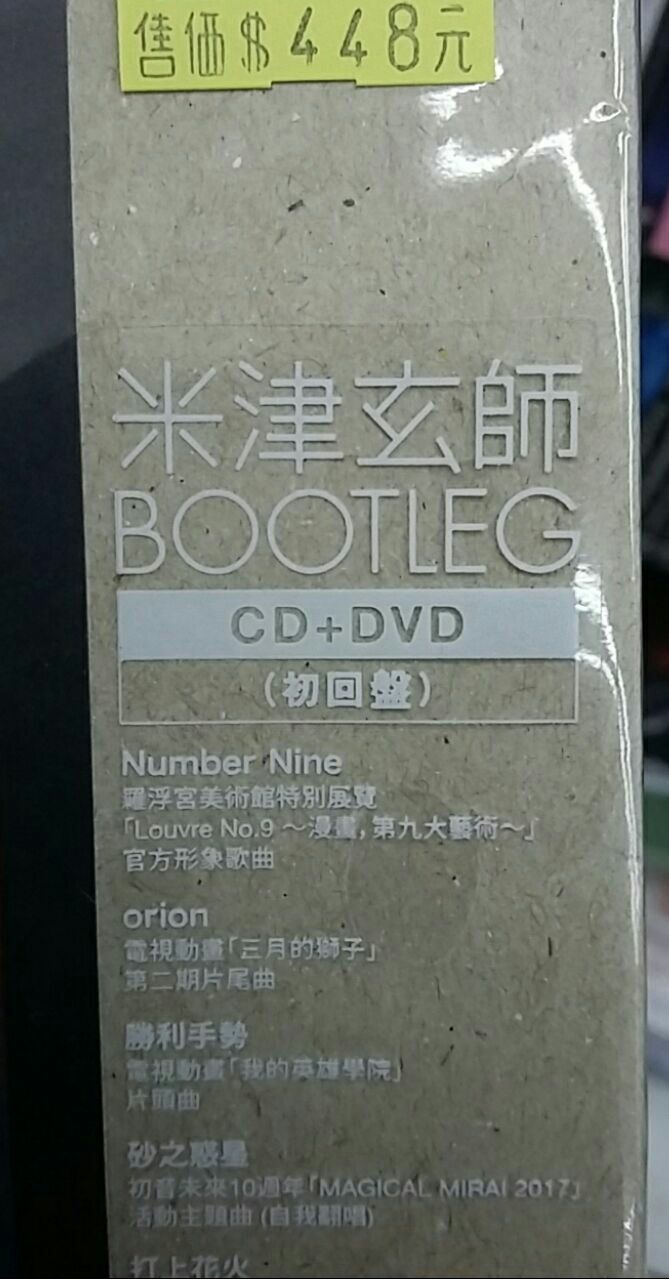 售価$448元
米津玄師
BOOTLEG
CD+DVD
(初回盤)
Number Nine
羅浮宮美術館特別展覽
「Louvre No.9 ～漫畫,第九大藝術～」
官方形象歌曲
orion
電視動畫「三月的獅子」
第二期片尾曲
勝利手勢
電視動畫「我的英雄學院」
片頭曲
砂之惑星
初音未來10週年「MAGICAL MIRAI 2017」
活動主題曲 (自我翻唱)
打上花火